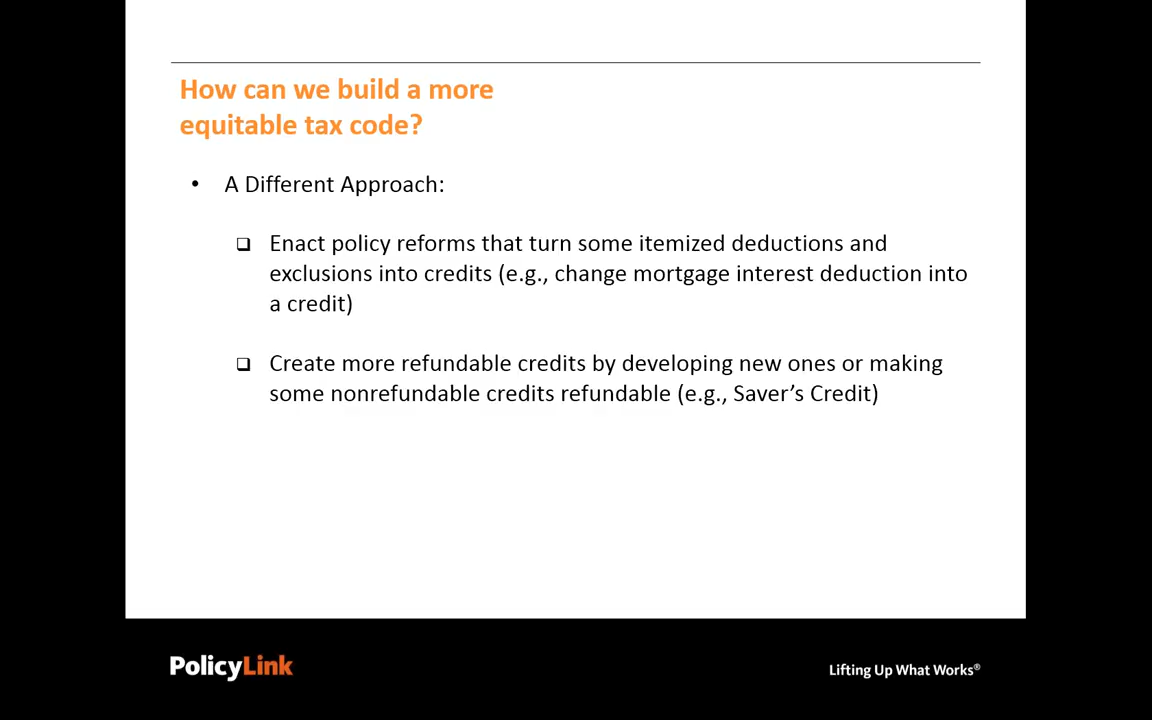 How can we build a more
equitable tax code?
• A Different Approach:
❑ Enact policy reforms that turn some itemized deductions and
exclusions into credits (e.g., change mortgage interest deduction into
a credit)
❑ Create more refundable credits by developing new ones or making
some nonrefundable credits refundable (e.g., Saver’s Credit)
PolicyLink
Lifting Up What Works®